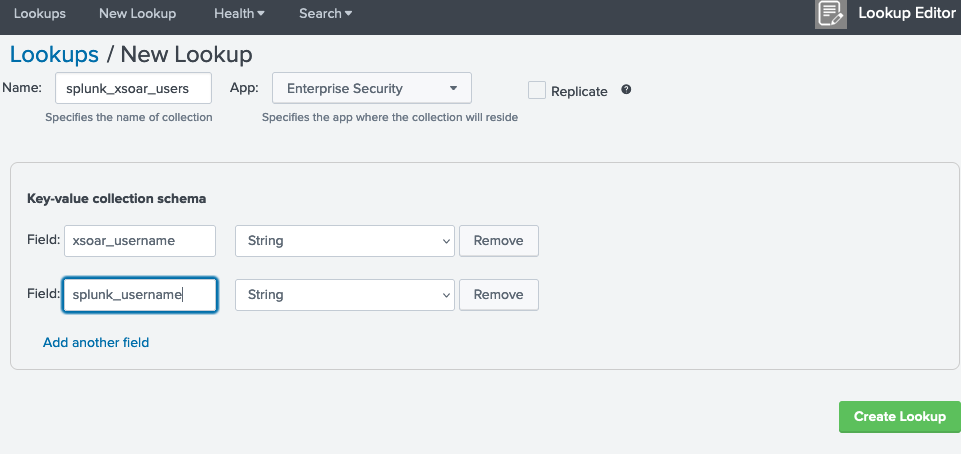 Lookups New Lookup Health Search Lookup Editor
Lookups / New Lookup
Name: splunk_xsoar_users App: Enterprise Security Replicate ?
Specifies the name of collection Specifies the app where the collection will reside
Key-value collection schema
Field: xsoar_username String Remove
Field: splunk_username String Remove
Add another field
Create Lookup